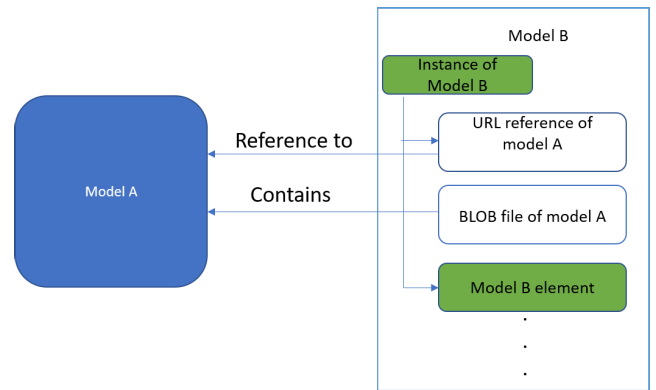 Model B
Instance of
Model B
URL reference of
model A
Reference to
Model A
Contains
BLOB file of model A
Model B element
.
.
.